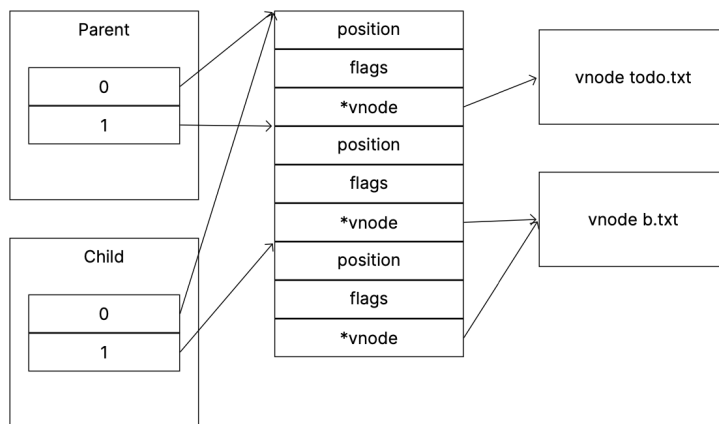 Parent
0
1
Child
0
1
position
flags
*vnode
position
flags
*vnode
position
flags
*vnode
vnode todo.txt
vnode b.txt